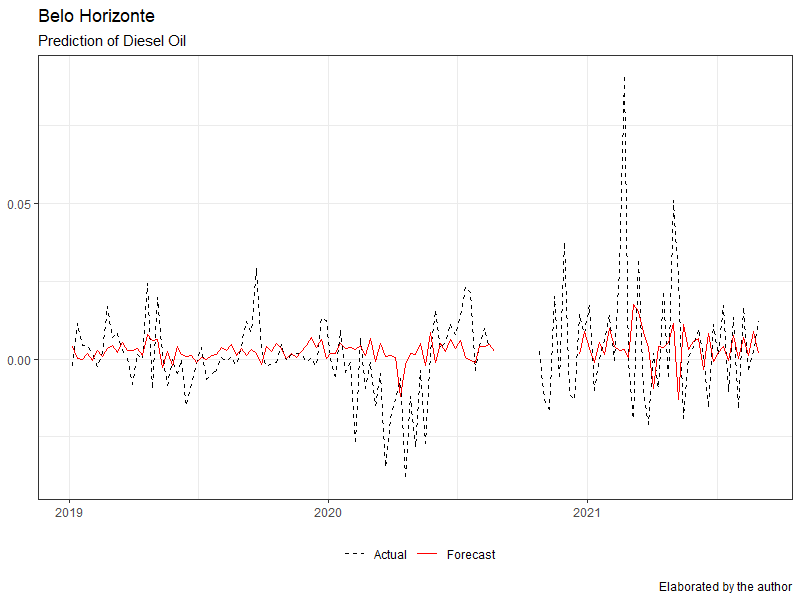 Belo Horizonte
Prediction of Diesel Oil
0.05
0.00
2019 2020 2021
Actual Forecast
Elaborated by the author